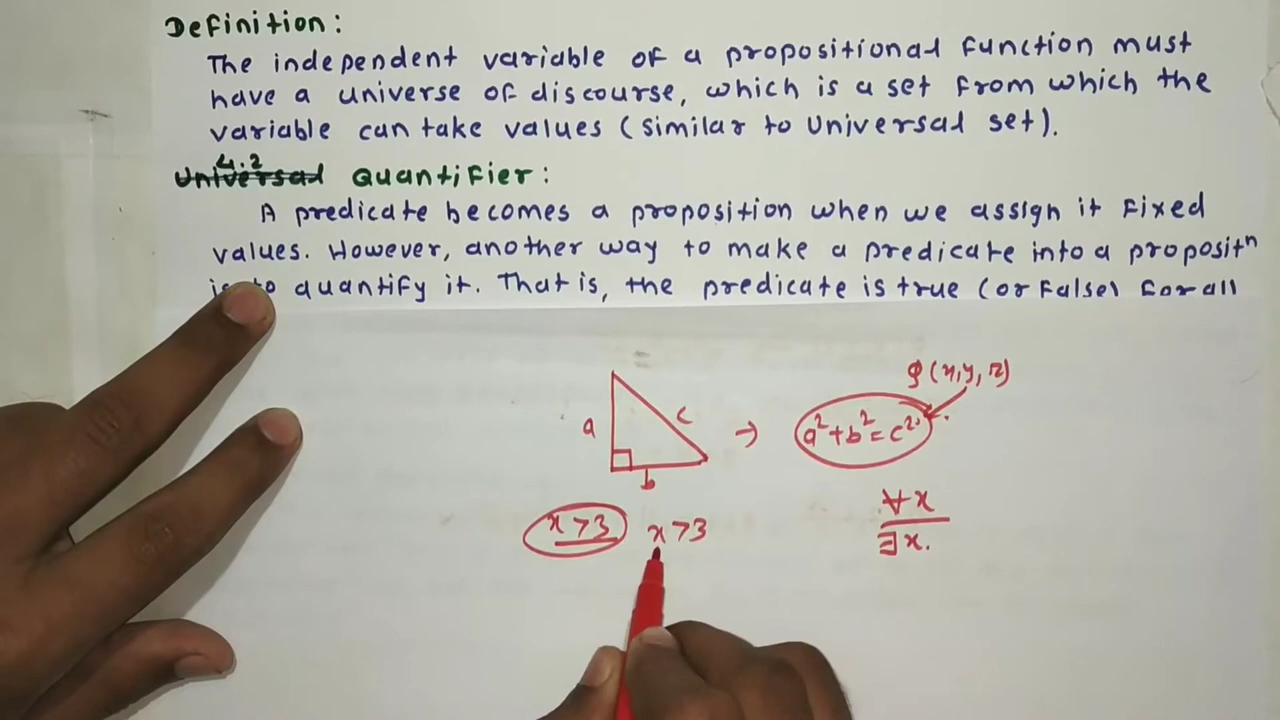 Definition:
The independent variable of a propositional function must
have a universe of discourse, which is a set from which the
variable can take values (similar to universal set).
4.2
Universal Quantifier:
A predicate becomes a proposition when we assign it fixed
values. However, another way to make a predicate into a propositⁿ
is to quantify it. That is, the predicate is true (or false) for all
P(x,y,z)
a c → a²+b²=c²
b
∀x
x>3 x>3
∃x.